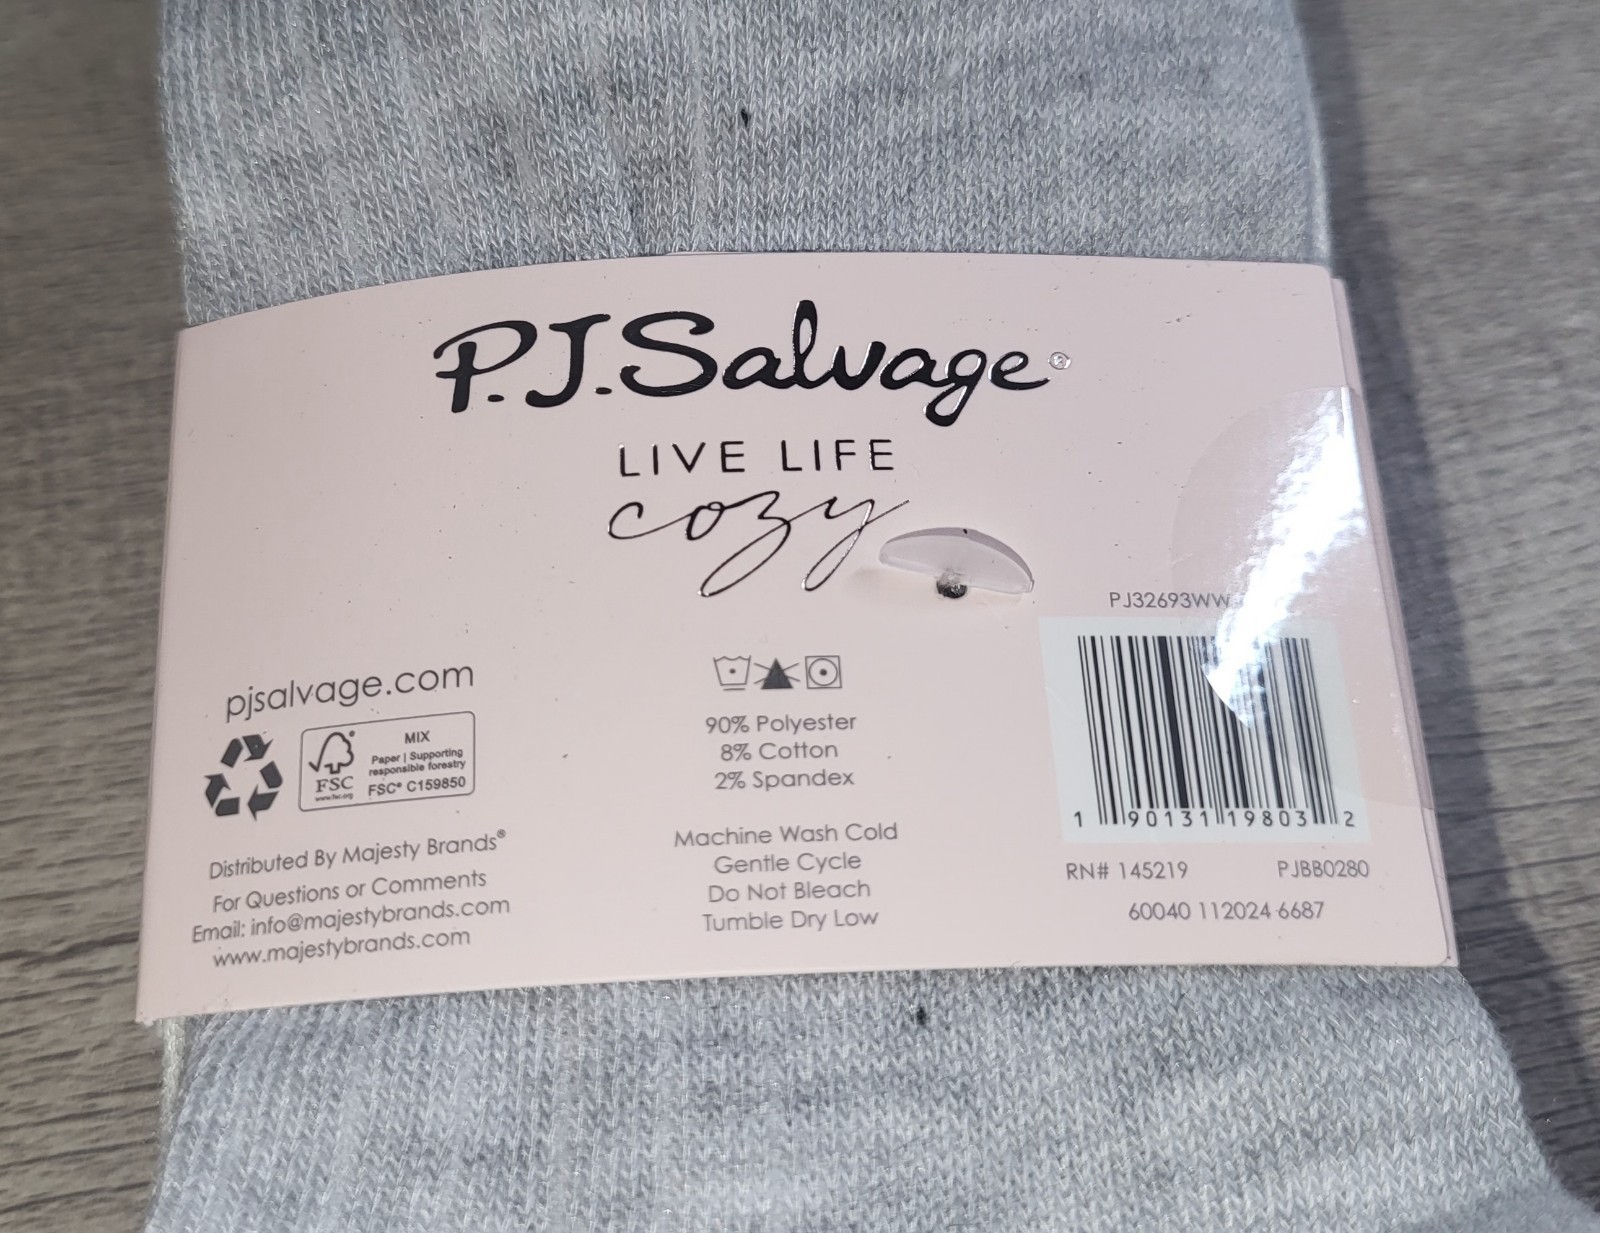 P.J.Salvage®
LIVE LIFE
cozy
PJ32693WW
pjsalvage.com
FSC
www.fsc.org
MIX
Paper | Supporting
responsible forestry
FSC® C159850
90% Polyester
8% Cotton
2% Spandex
1 90131 19803 2
Distributed By Majesty Brands®
For Questions or Comments
Email: info@majestybrands.com
www.majestybrands.com
Machine Wash Cold
Gentle Cycle
Do Not Bleach
Tumble Dry Low
RN# 145219 PJBB0280
60040 112024 6687